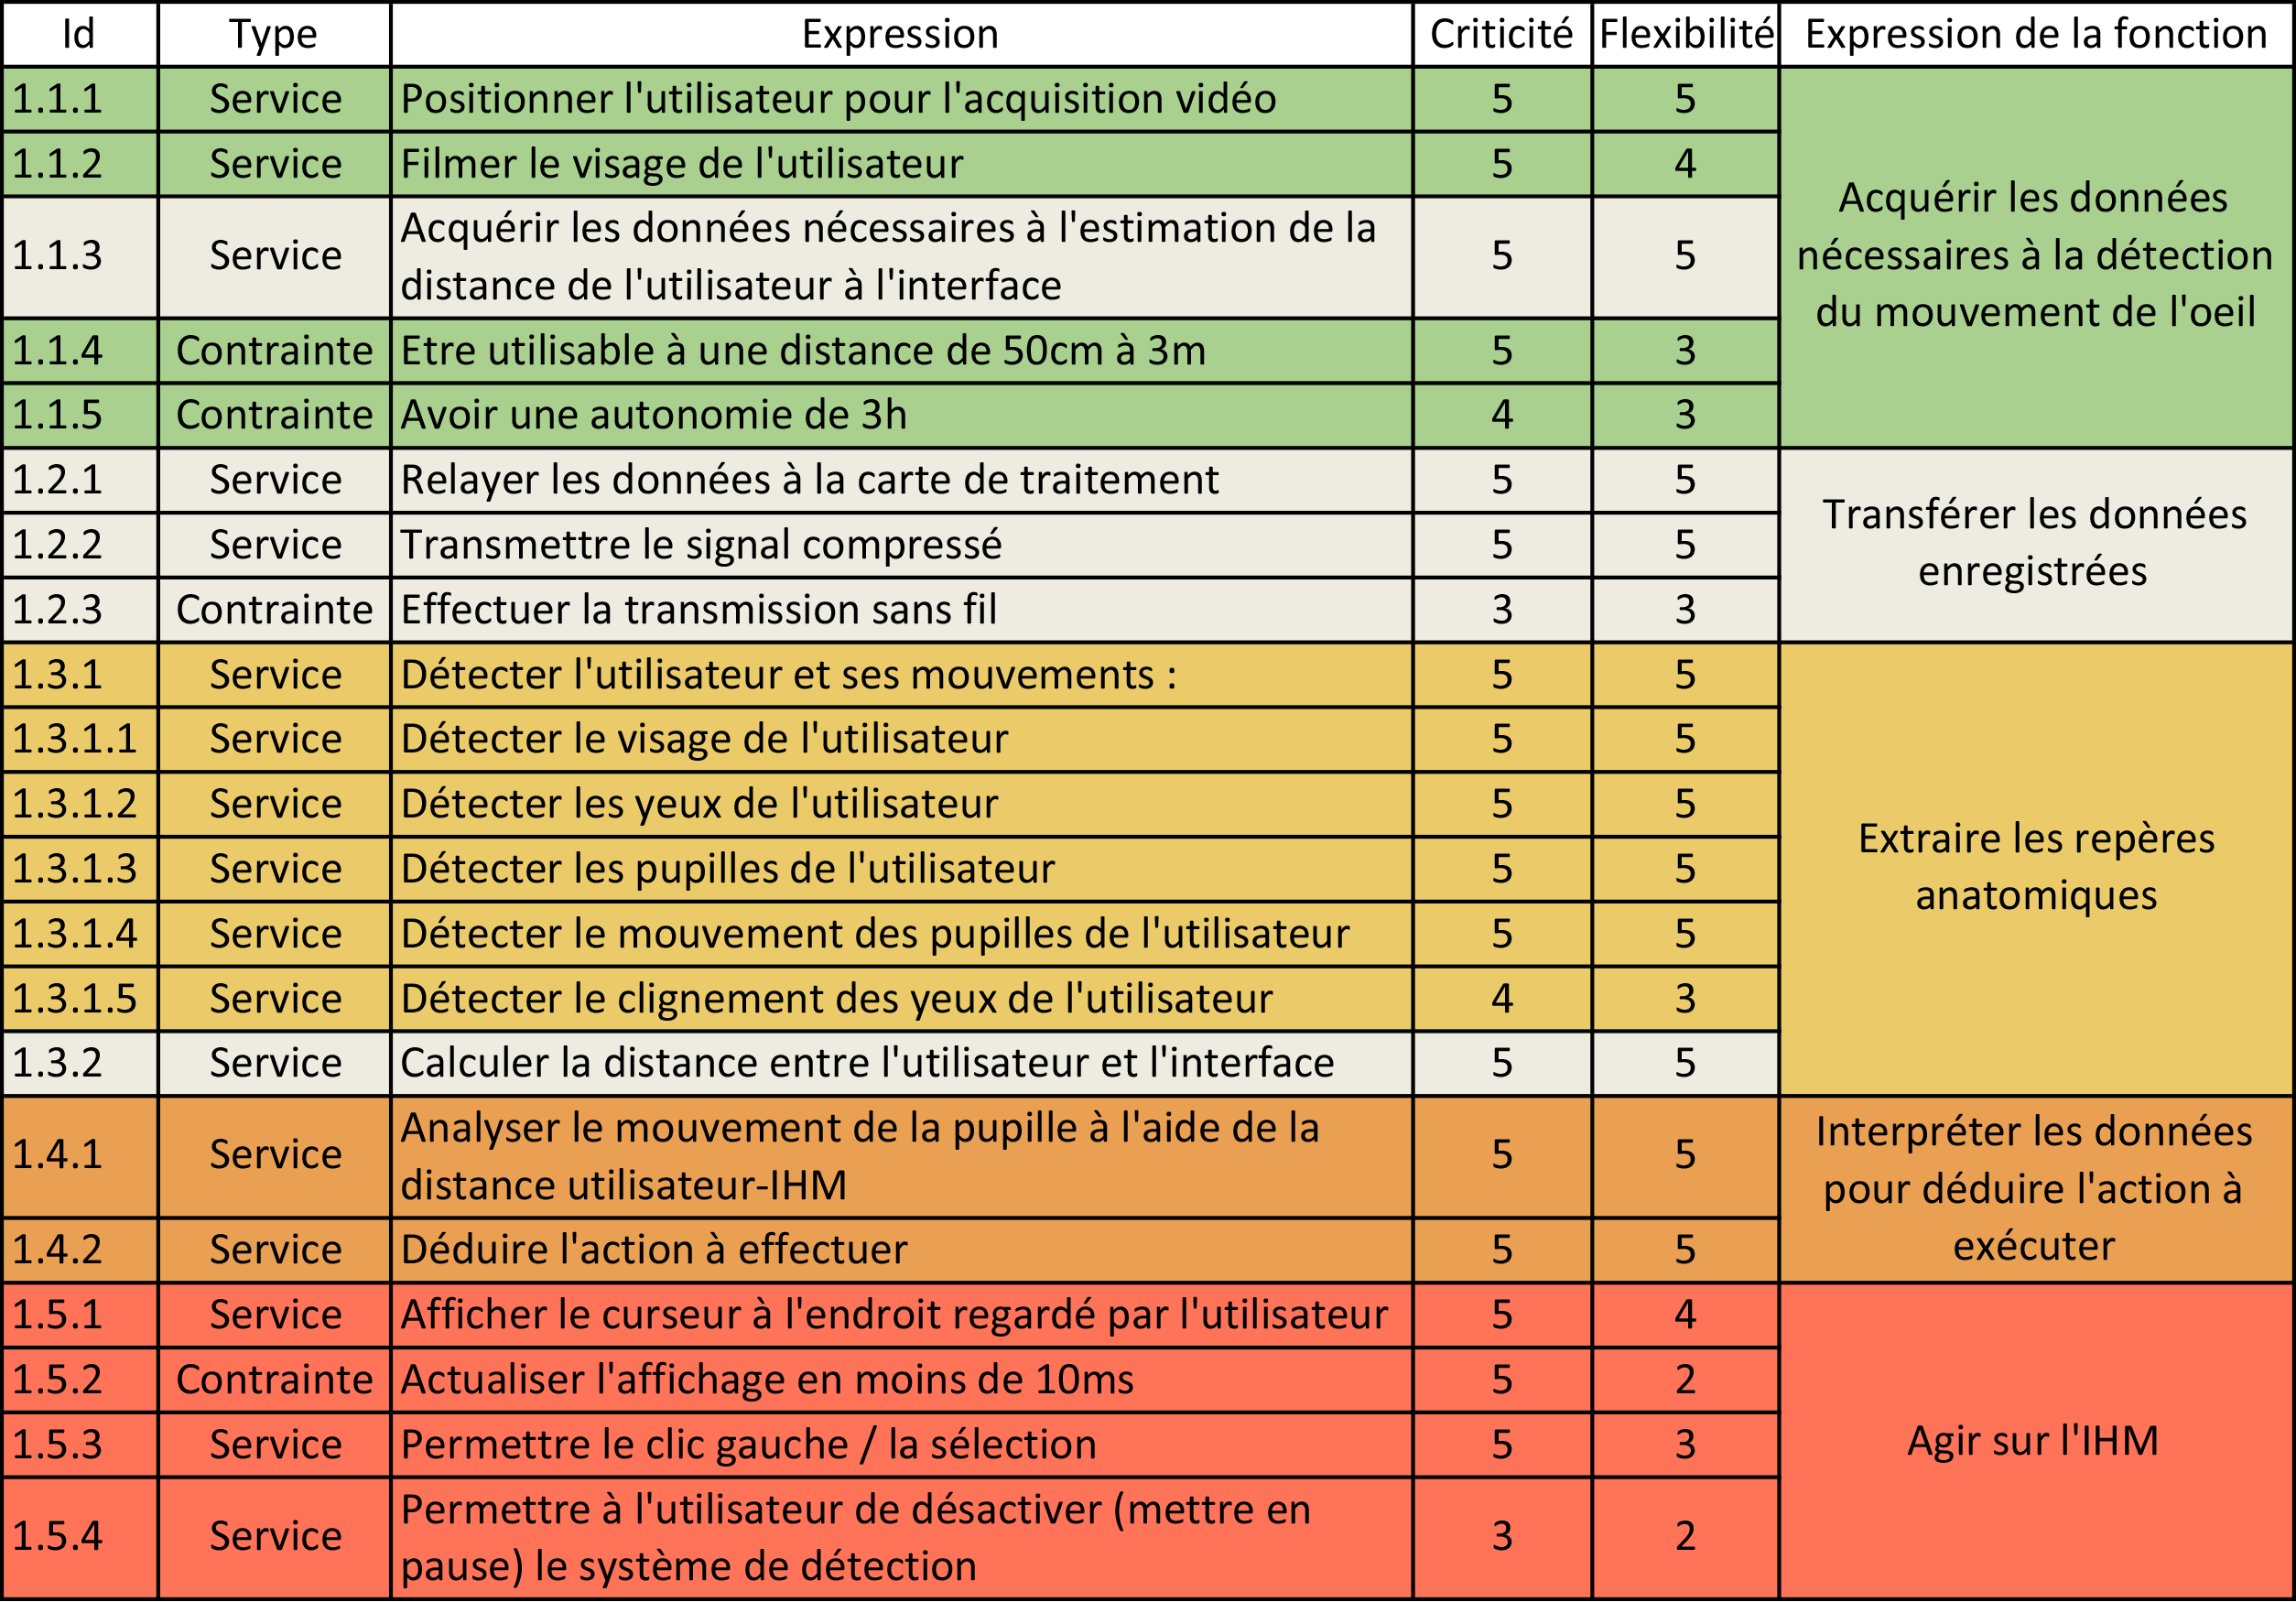 Id Type Expression Criticité Flexibilité Expression de la fonction
1.1.1 Service Positionner l'utilisateur pour l'acquisition vidéo 5 5
1.1.2 Service Filmer le visage de l'utilisateur 5 4
1.1.3 Service Acquérir les données nécessaires à l'estimation de la
distance de l'utilisateur à l'interface 5 5
1.1.4 Contrainte Etre utilisable à une distance de 50cm à 3m 5 3
1.1.5 Contrainte Avoir une autonomie de 3h 4 3
Acquérir les données
nécessaires à la détection
du mouvement de l'oeil
1.2.1 Service Relayer les données à la carte de traitement 5 5
1.2.2 Service Transmettre le signal compressé 5 5
1.2.3 Contrainte Effectuer la transmission sans fil 3 3
Transférer les données
enregistrées
1.3.1 Service Détecter l'utilisateur et ses mouvements : 5 5
1.3.1.1 Service Détecter le visage de l'utilisateur 5 5
1.3.1.2 Service Détecter les yeux de l'utilisateur 5 5
1.3.1.3 Service Détecter les pupilles de l'utilisateur 5 5
1.3.1.4 Service Détecter le mouvement des pupilles de l'utilisateur 5 5
1.3.1.5 Service Détecter le clignement des yeux de l'utilisateur 4 3
1.3.2 Service Calculer la distance entre l'utilisateur et l'interface 5 5
Extraire les repères
anatomiques
1.4.1 Service Analyser le mouvement de la pupille à l'aide de la
distance utilisateur-IHM 5 5
1.4.2 Service Déduire l'action à effectuer 5 5
Interpréter les données
pour déduire l'action à
exécuter
1.5.1 Service Afficher le curseur à l'endroit regardé par l'utilisateur 5 4
1.5.2 Contrainte Actualiser l'affichage en moins de 10ms 5 2
1.5.3 Service Permettre le clic gauche / la sélection 5 3
1.5.4 Service Permettre à l'utilisateur de désactiver (mettre en
pause) le système de détection 3 2
Agir sur l'IHM